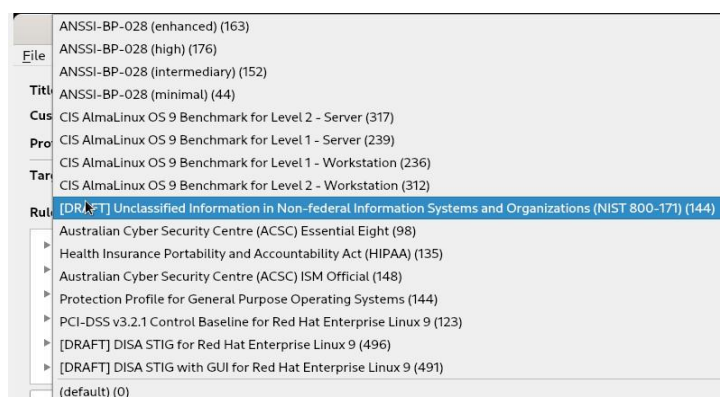 ANSSI-BP-028 (enhanced) (163)
ANSSI-BP-028 (high) (176)
File
ANSSI-BP-028 (intermediary) (152)
Titl
ANSSI-BP-028 (minimal) (44)
Cus
CIS AlmaLinux OS 9 Benchmark for Level 2 - Server (317)
Pro
CIS AlmaLinux OS 9 Benchmark for Level 1 - Server (239)
CIS AlmaLinux OS 9 Benchmark for Level 1 - Workstation (236)
Tar
CIS AlmaLinux OS 9 Benchmark for Level 2 - Workstation (312)
Rul
[DRAFT] Unclassified Information in Non-federal Information Systems and Organizations (NIST 800-171) (144)
Australian Cyber Security Centre (ACSC) Essential Eight (98)
Health Insurance Portability and Accountability Act (HIPAA) (135)
Australian Cyber Security Centre (ACSC) ISM Official (148)
Protection Profile for General Purpose Operating Systems (144)
PCI-DSS v3.2.1 Control Baseline for Red Hat Enterprise Linux 9 (123)
[DRAFT] DISA STIG for Red Hat Enterprise Linux 9 (496)
[DRAFT] DISA STIG with GUI for Red Hat Enterprise Linux 9 (491)
(default) (0)